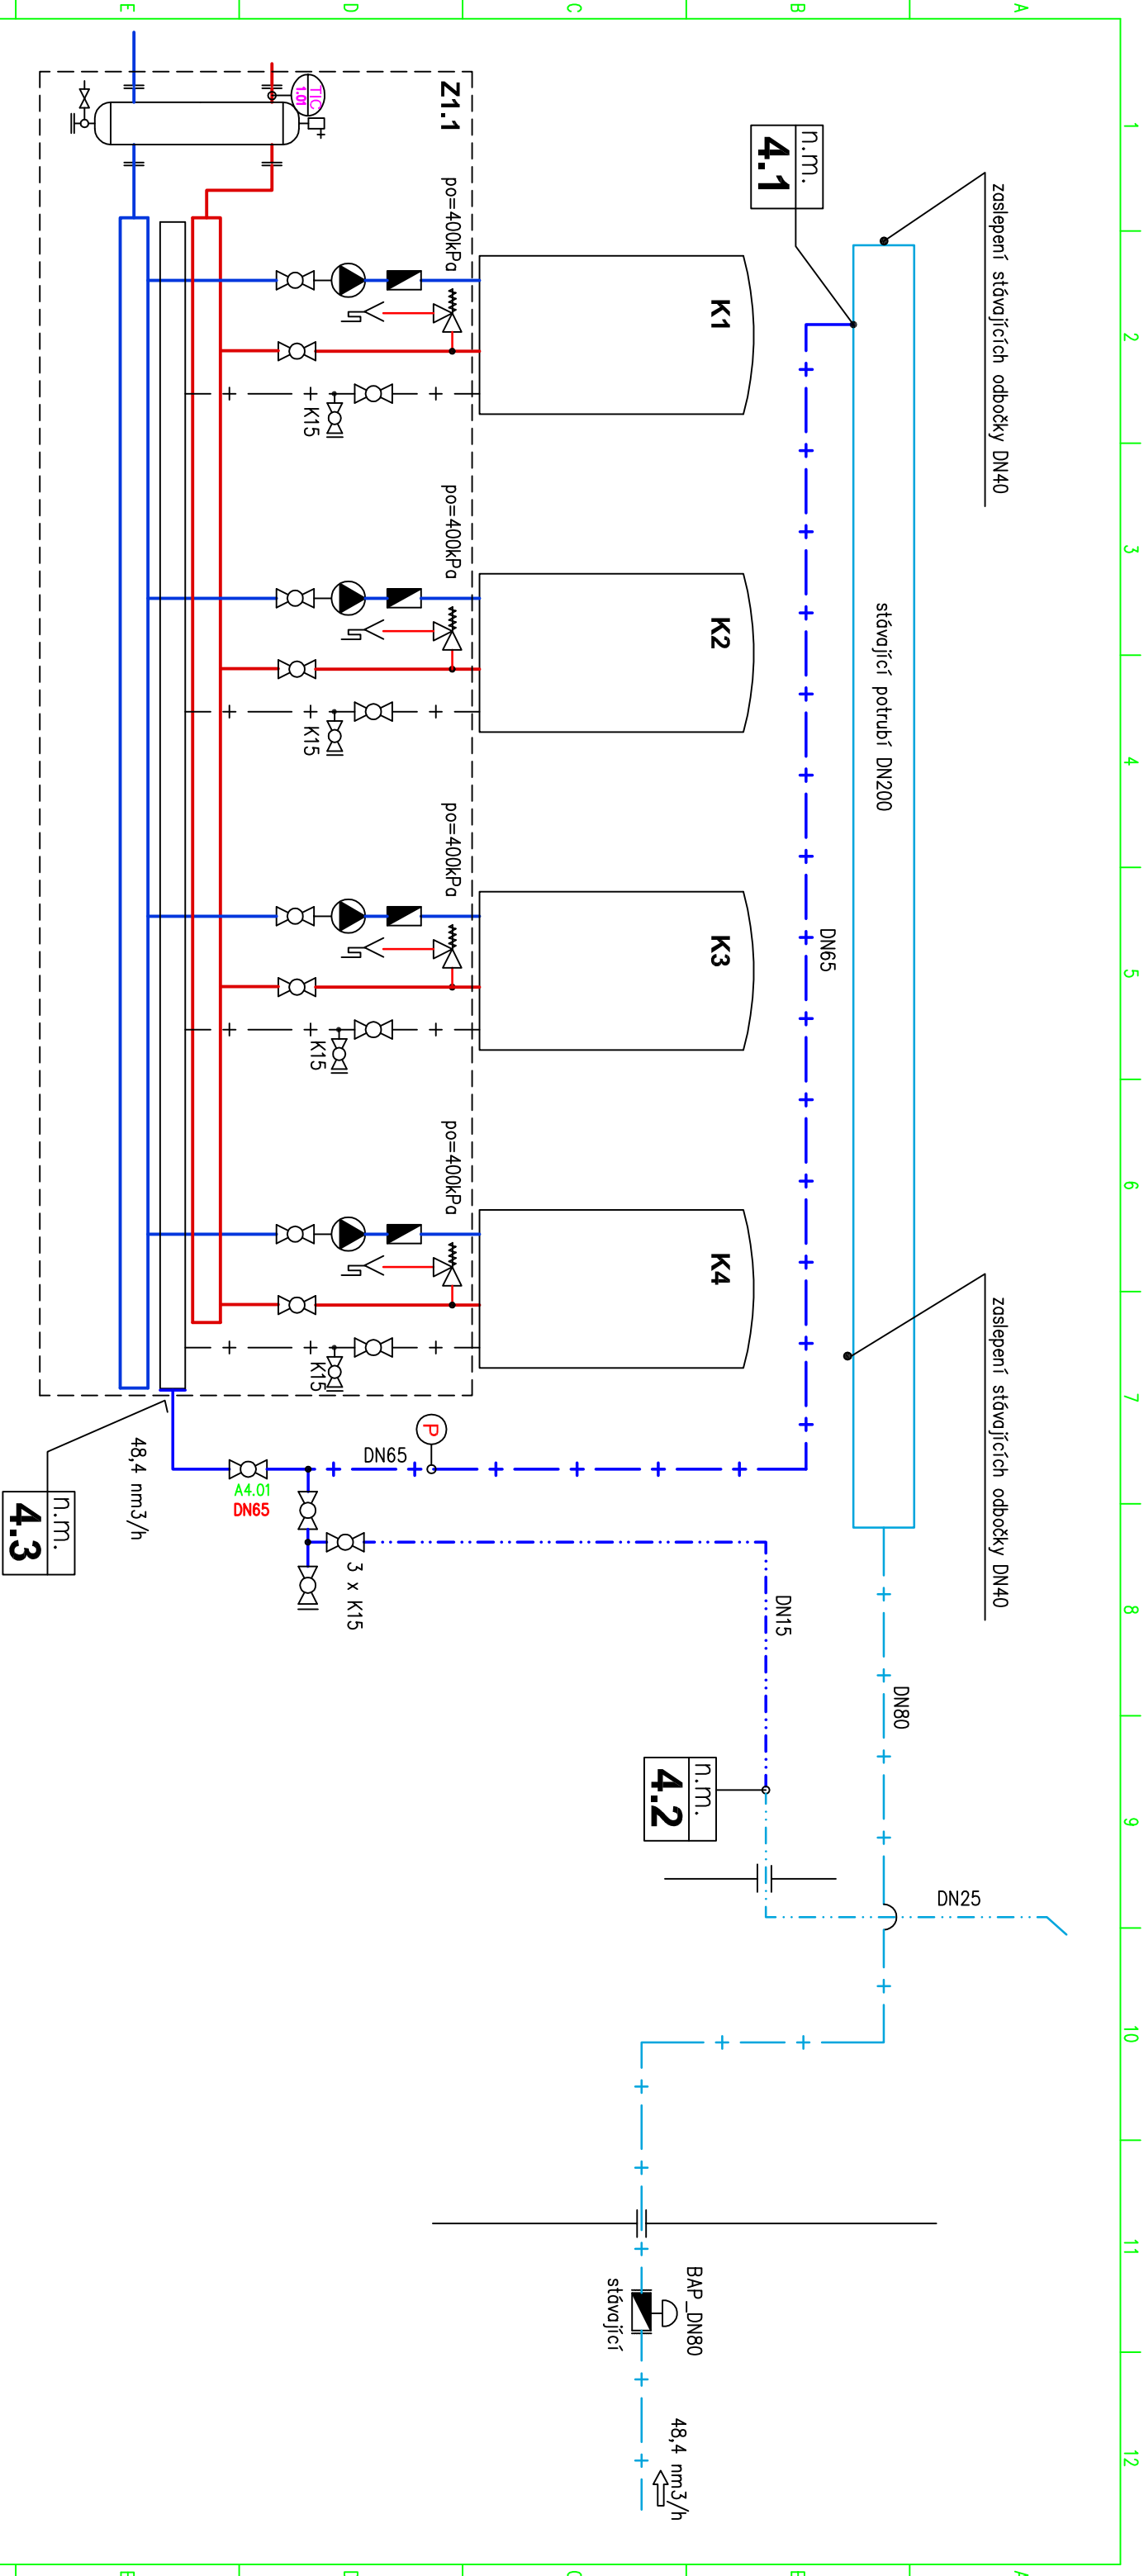 1
2
3
4
5
6
7
8
9
10
11
12
A
B
C
D
E
zaslepení stávajících odbočky DN40
zaslepení stávajících odbočky DN40
stávající potrubí DN200
DN80
DN25
n.m.
4.1
DN65
DN15
n.m.
4.2
K1
K2
K3
K4
BAP_DN80
stávající
48,4 nm3/h
Z1.1
po=400kPa
po=400kPa
po=400kPa
po=400kPa
P
DN65
3 x K15
TIC
1.01
K15
K15
K15
K15
A4.01
DN65
48,4 nm3/h
n.m.
4.3
A
B
C
D
E